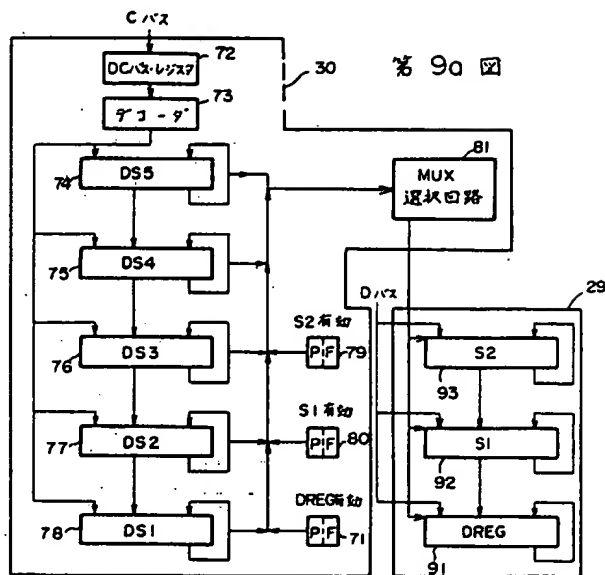 Cバス
第9a図
DCバス・レジスタ
72
デコーダ
73
30
81
MUX
選択回路
DS5
74
DS4
75
DS3
76
DS2
77
DS1
78
S2有効
P F
79
S1有効
P F
80
DREG有効
P F
71
Dバス
29
S2
93
S1
92
DREG
91